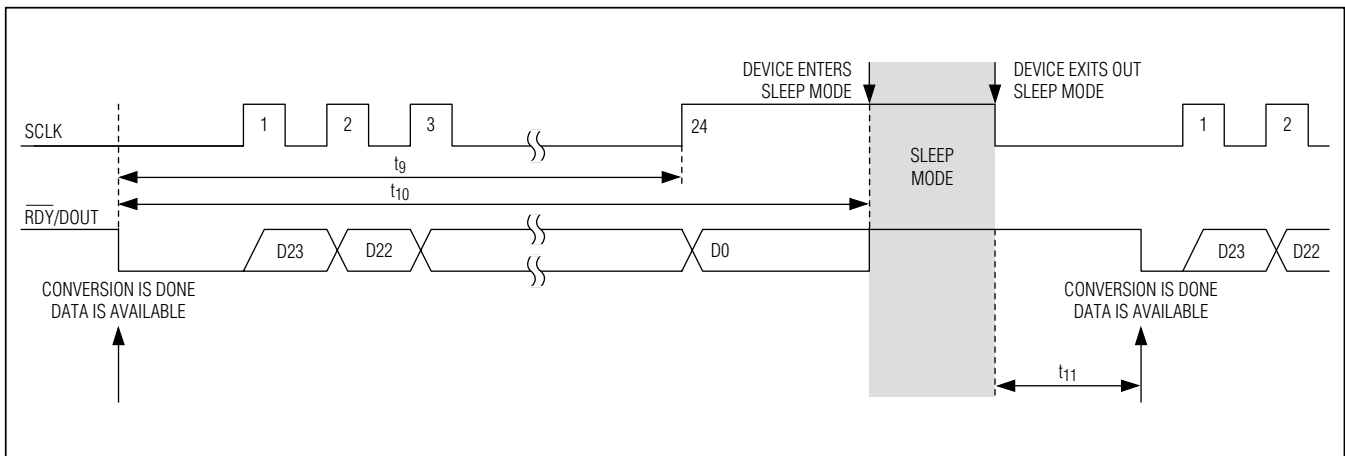 DEVICE ENTERS
SLEEP MODE
DEVICE EXITS OUT
SLEEP MODE
SCLK
1
2
3
24
1
2
SLEEP
MODE
t9
t10
RDY/DOUT
D23
D22
D0
D23
D22
CONVERSION IS DONE
DATA IS AVAILABLE
CONVERSION IS DONE
DATA IS AVAILABLE
t11